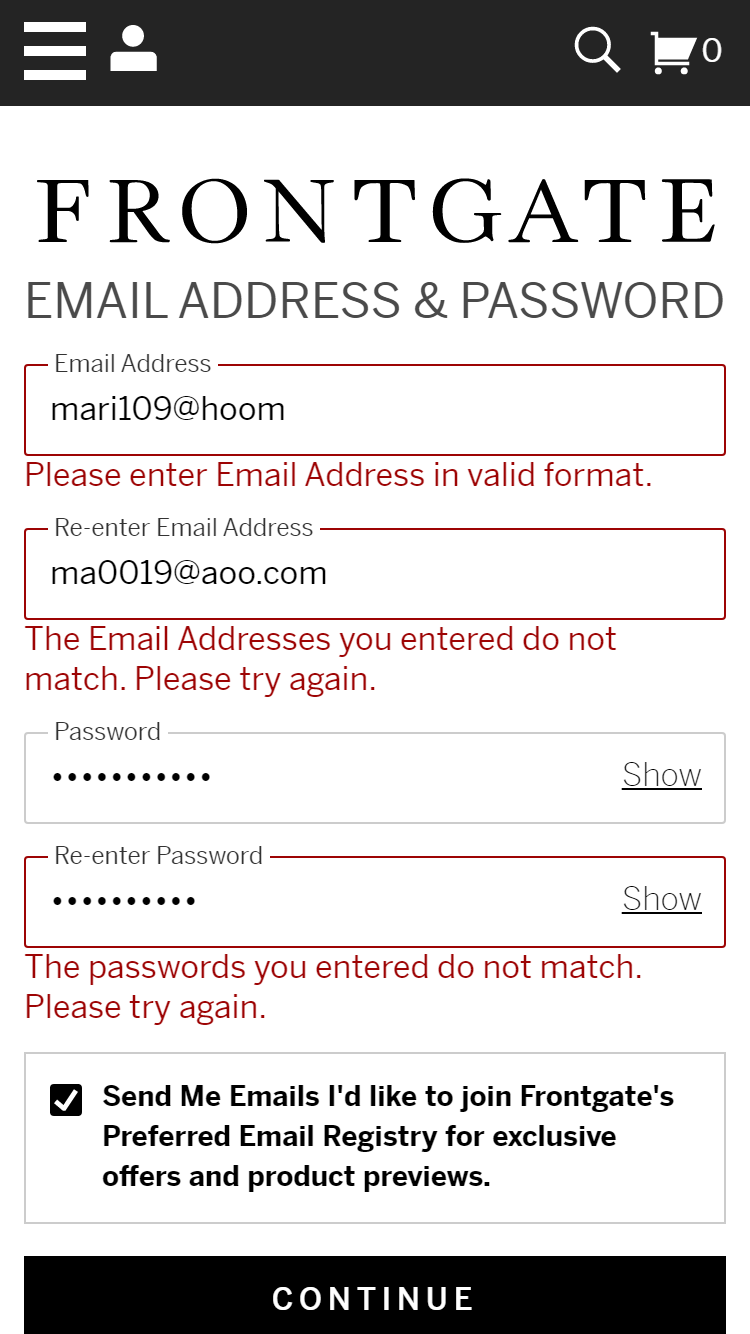 0
FRONTGATE
EMAIL ADDRESS & PASSWORD
Email Address
mari109@hoom
Please enter Email Address in valid format.
Re-enter Email Address
ma0019@aoo.com
The Email Addresses you entered do not
match. Please try again.
Password
••••••••••• Show
Re-enter Password
•••••••••• Show
The passwords you entered do not match.
Please try again.
Send Me Emails I'd like to join Frontgate's
Preferred Email Registry for exclusive
offers and product previews.
CONTINUE